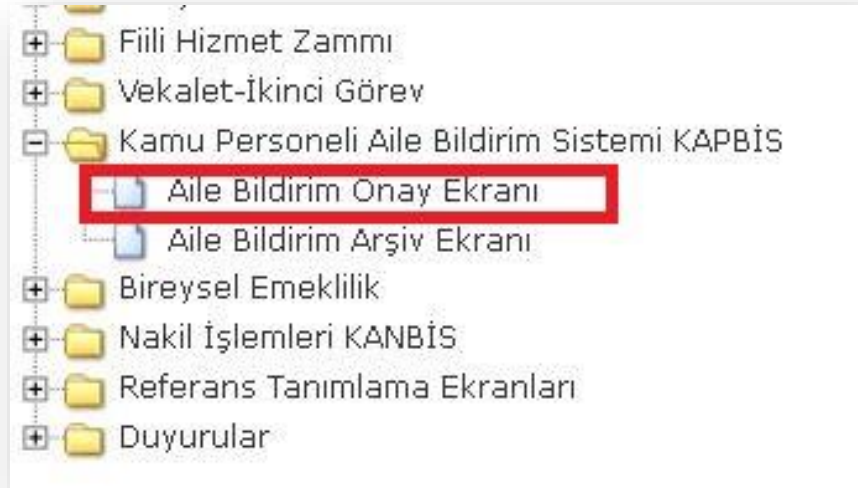 Fiili Hizmet Zammı
Vekalet-İkinci Görev
Kamu Personeli Aile Bildirim Sistemi KAPBİS
Aile Bildirim Onay Ekranı
Aile Bildirim Arşiv Ekranı
Bireysel Emeklilik
Nakil İşlemleri KANBİS
Referans Tanımlama Ekranları
Duyurular